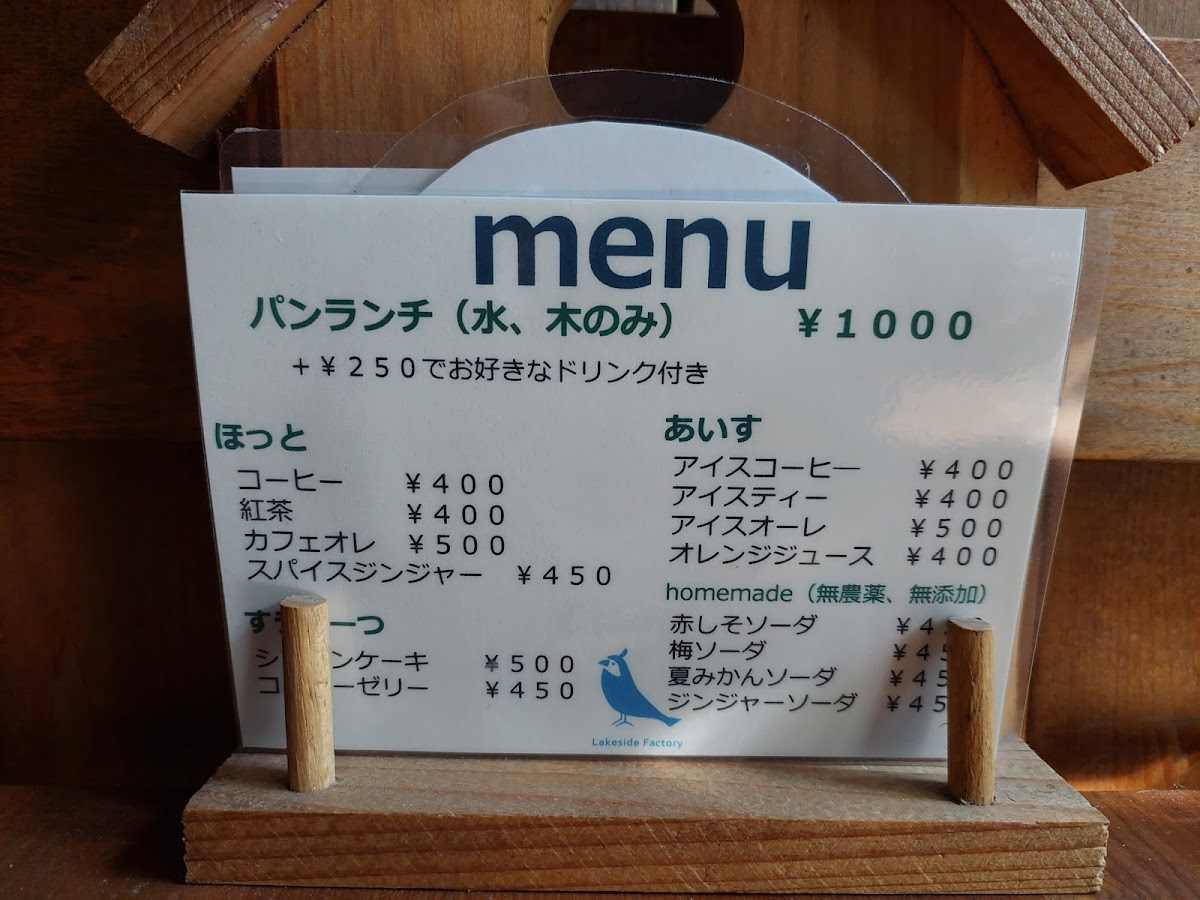 menu
パンランチ（水、木のみ） ￥１０００
＋￥２５０でお好きなドリンク付き
ほっと
コーヒー ￥４００
紅茶 ￥４００
カフェオレ ￥５００
スパイスジンジャー ￥４５０
￥５００
￥４５０
あいす
アイスコーヒー ￥４００
アイスティー ￥４００
アイスオーレ ￥５００
オレンジジュース ￥４００
homemade（無農薬、無添加）
赤しそソーダ
梅ソーダ
夏みかんソーダ
ジンジャーソーダ
Lakeside Factory